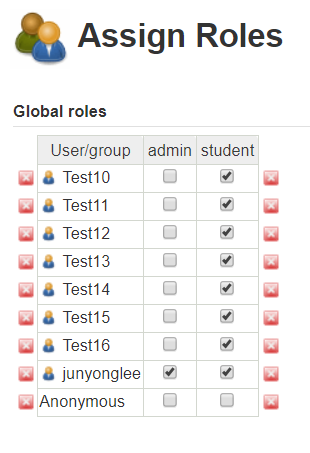 Assign Roles
Global roles
User/group admin student
Test10
Test11
Test12
Test13
Test14
Test15
Test16
junyonglee
Anonymous